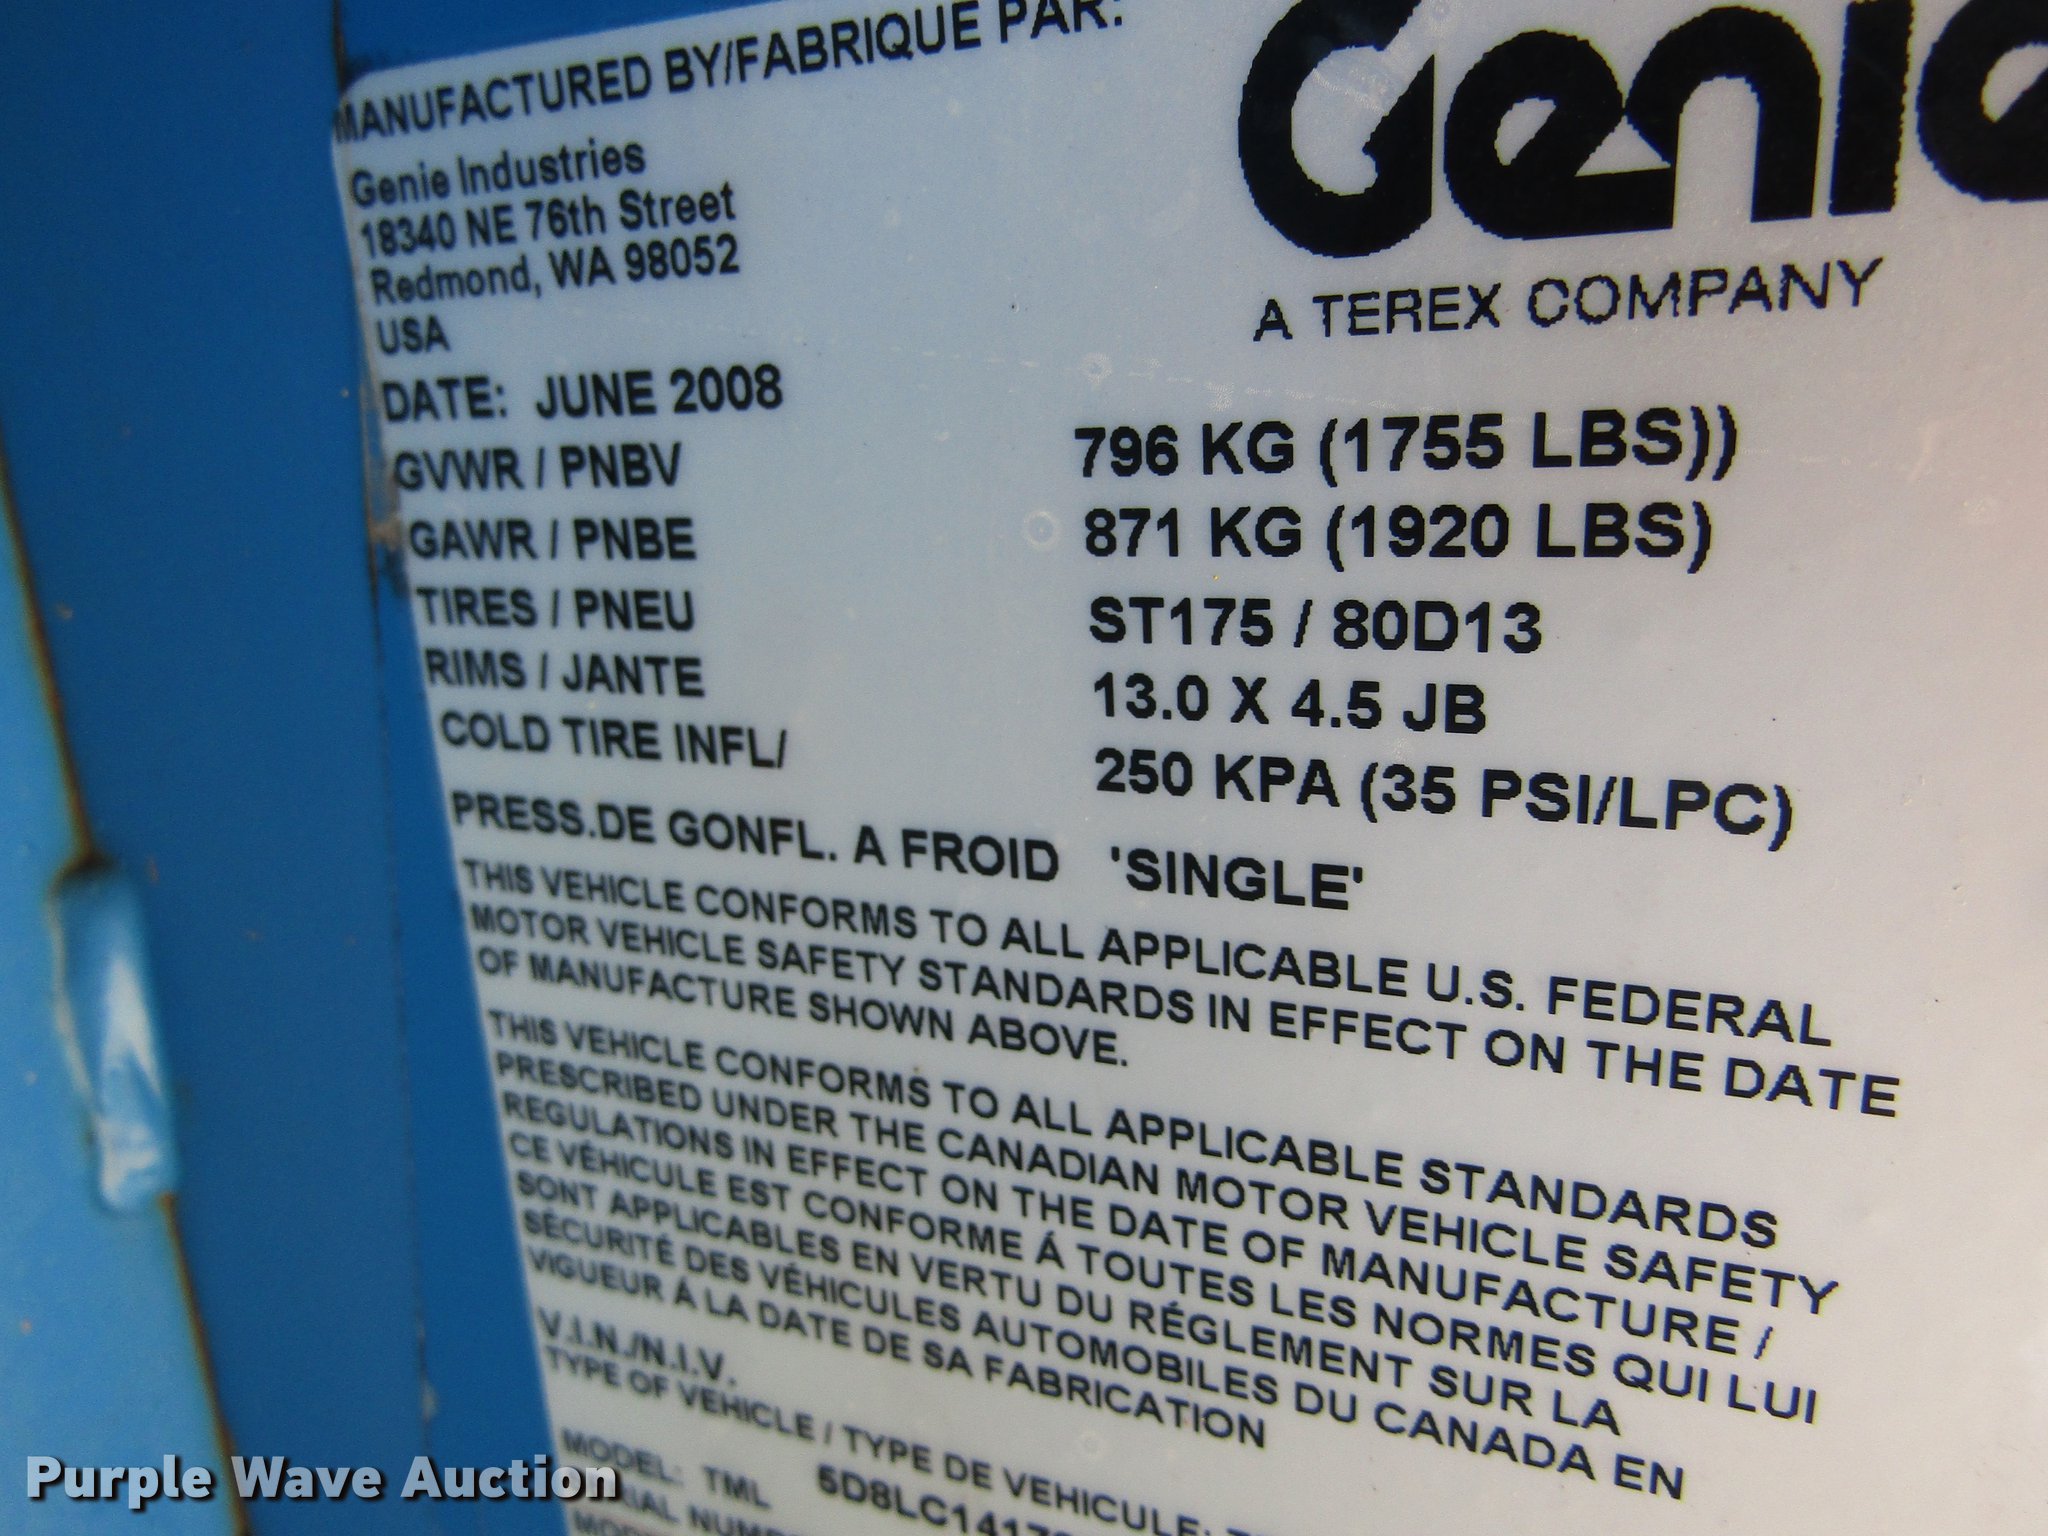 MANUFACTURED BY/FABRIQUE PAR:
Genie Industries
18340 NE 76th Street
Redmond, WA 98052
USA
Genie
A TEREX COMPANY
DATE: JUNE 2008
GVWR / PNBV 796 KG (1755 LBS))
GAWR / PNBE 871 KG (1920 LBS)
TIRES / PNEU ST175 / 80D13
RIMS / JANTE 13.0 X 4.5 JB
COLD TIRE INFL/ 250 KPA (35 PSI/LPC)
PRESS.DE GONFL. A FROID 'SINGLE'
THIS VEHICLE CONFORMS TO ALL APPLICABLE U.S. FEDERAL
MOTOR VEHICLE SAFETY STANDARDS IN EFFECT ON THE DATE
OF MANUFACTURE SHOWN ABOVE.
THIS VEHICLE CONFORMS TO ALL APPLICABLE STANDARDS
PRESCRIBED UNDER THE CANADIAN MOTOR VEHICLE SAFETY
REGULATIONS IN EFFECT ON THE DATE OF MANUFACTURE /
CE VÉHICULE EST CONFORME Á TOUTES LES NORMES QUI LUI
SONT APPLICABLES EN VERTU DU RÉGLEMENT SUR LA
SÉCURITÉ DES VÉHICULES AUTOMOBILES DU CANADA EN
VIGUEUR Á LA DATE DE SA FABRICATION
V.I.N./N.I.V.
TYPE OF VEHICLE / TYPE DE VEHICULE:
MODEL: TML 5D8LC1417
Purple Wave Auction